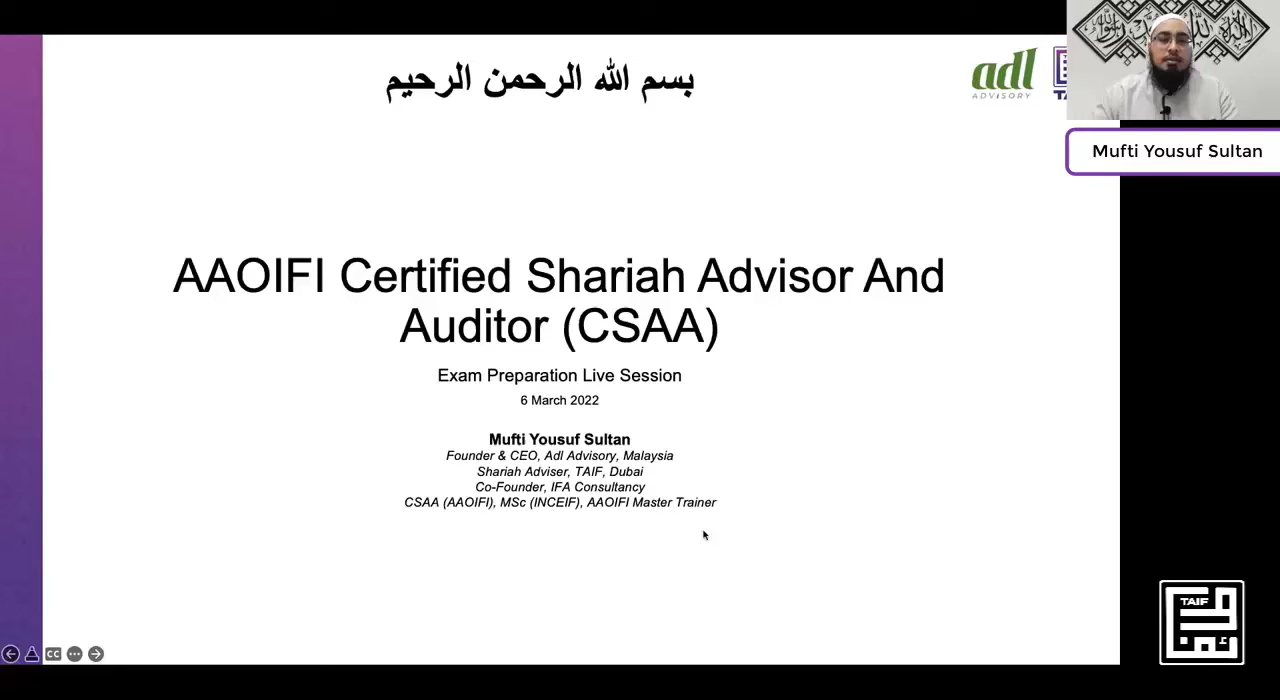 بسم الله الرحمن الرحيم
adl
ADVISORY
Mufti Yousuf Sultan
AAOIFI Certified Shariah Advisor And
Auditor (CSAA)
Exam Preparation Live Session
6 March 2022
Mufti Yousuf Sultan
Founder & CEO, Adl Advisory, Malaysia
Shariah Adviser, TAIF, Dubai
Co-Founder, IFA Consultancy
CSAA (AAOIFI), MSc (INCEIF), AAOIFI Master Trainer
TAIF
CC